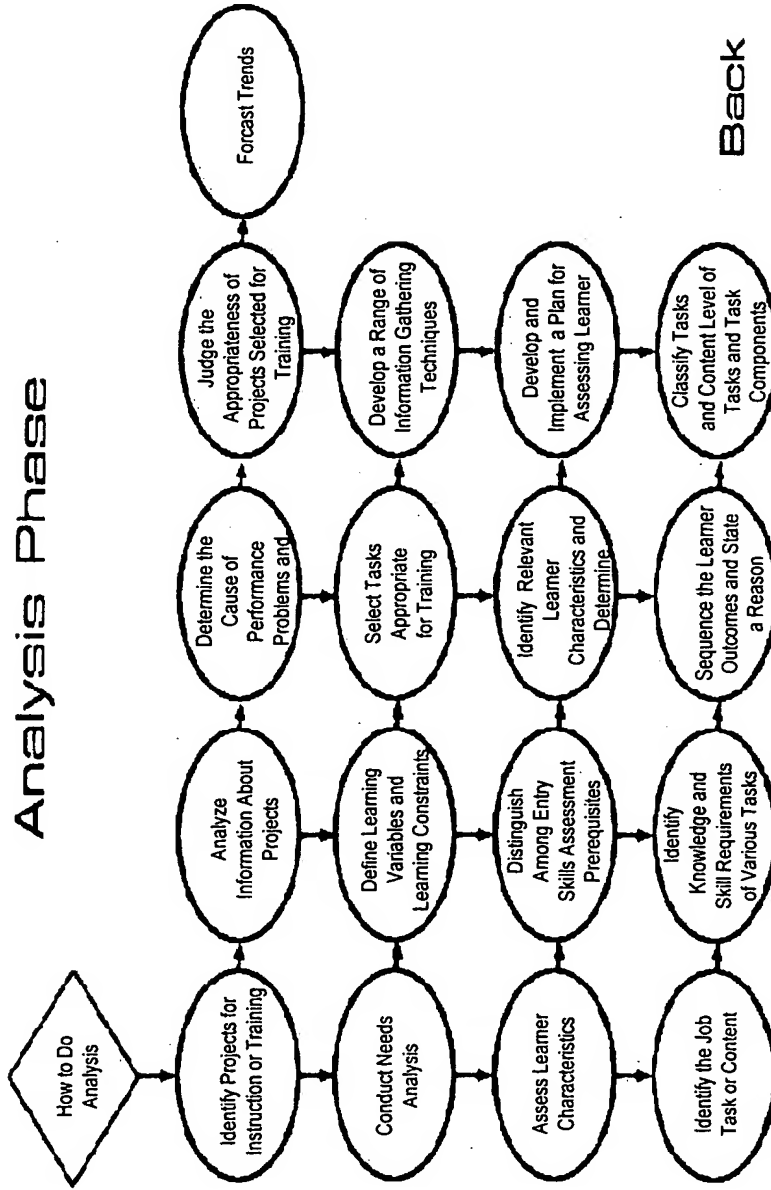 Analysis Phase
How to Do
Analysis
Identify Projects for
Instruction or Training
Analyze
Information About
Projects
Determine the
Cause of
Performance
Problems and
Judge the
Appropriateness of
Projects Selected for
Training
Forcast Trends
Conduct Needs
Analysis
Define Learning
Variables and
Learning Constraints
Select Tasks
Appropriate
for Training
Develop a Range of
Information Gathering
Techniques
Assess Learner
Characteristics
Distinguish
Among Entry
Skills Assessment
Prerequisites
Identify Relevant
Learner
Characteristics and
Determine
Develop and
Implement a Plan for
Assessing Learner
Identify the Job
Task or Content
Identify
Knowledge and
Skill Requirements
of Various Tasks
Sequence the Learner
Outcomes and State
a Reason
Classify Tasks
and Content Level of
Tasks and Task
Components
Back